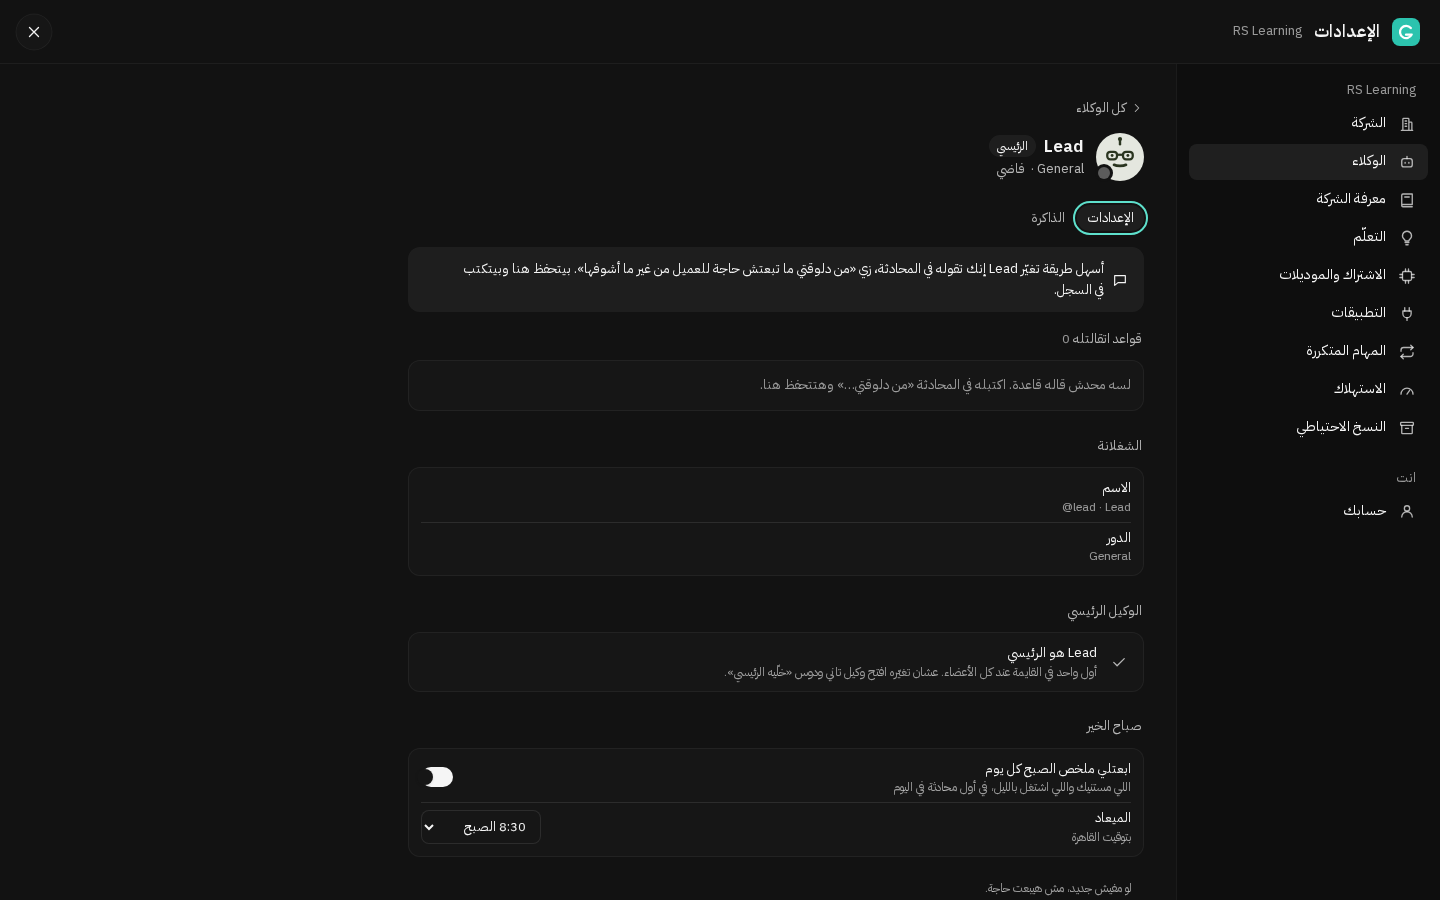 الإعدادات RS Learning
RS Learning
الشركة
الوكلاء
معرفة الشركة
التعلّم
الاشتراك والموديلات
التطبيقات
المهام المتكررة
الاستهلاك
النسخ الاحتياطي
انت
حسابك
كل الوكلاء
Lead الرئيسي
General · فاضي
الإعدادات الذاكرة
أسهل طريقة تغيّر Lead إنك تقوله في المحادثة، زي «من دلوقتي ما تبعتش حاجة للعميل من غير ما أشوفها». بيتحفظ هنا وبيتكتب
في السجل.
قواعد اتقالتله 0
لسه محدش قاله قاعدة. اكتبله في المحادثة «من دلوقتي…» وهتتحفظ هنا.
الشغلانة
الاسم
@lead · Lead
الدور
General
الوكيل الرئيسي
Lead هو الرئيسي
أول واحد في القايمة عند كل الأعضاء. عشان تغيّره افتح وكيل تاني ودوس «خلّيه الرئيسي».
صباح الخير
ابعتلي ملخص الصبح كل يوم
اللي مستنيك واللي اشتغل بالليل، في أول محادثة في اليوم
الميعاد
بتوقيت القاهرة
8:30 الصبح
لو مفيش جديد، مش هيبعت حاجة.